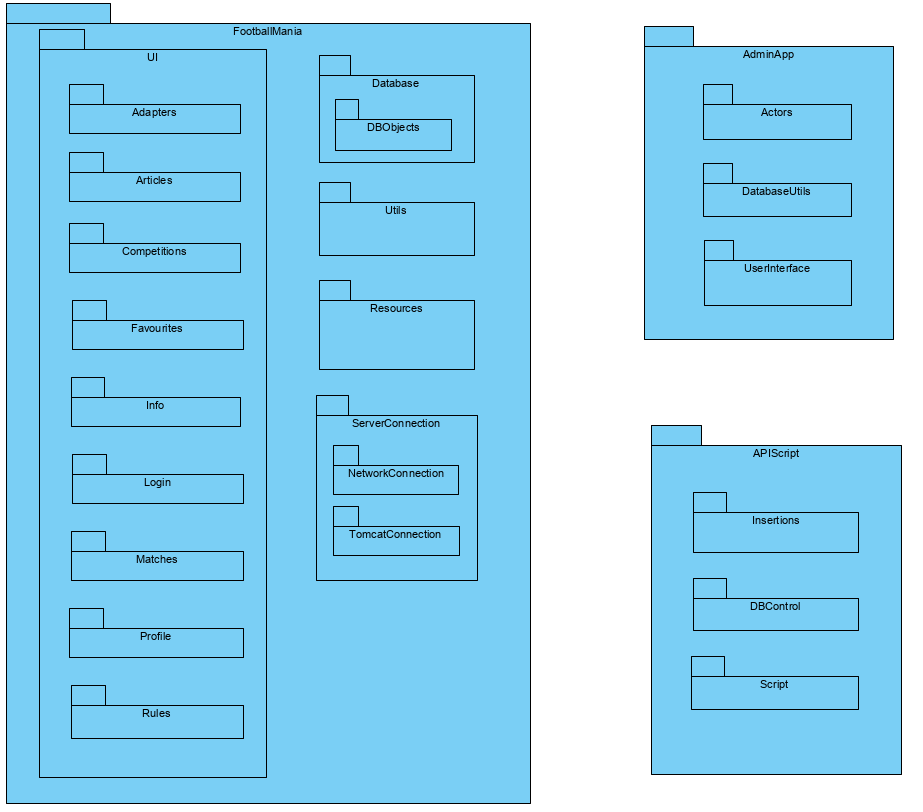 FootballMania
UI
Adapters
Articles
Competitions
Favourites
Info
Login
Matches
Profile
Rules
Database
DBObjects
Utils
Resources
ServerConnection
NetworkConnection
TomcatConnection
AdminApp
Actors
DatabaseUtils
UserInterface
APIScript
Insertions
DBControl
Script